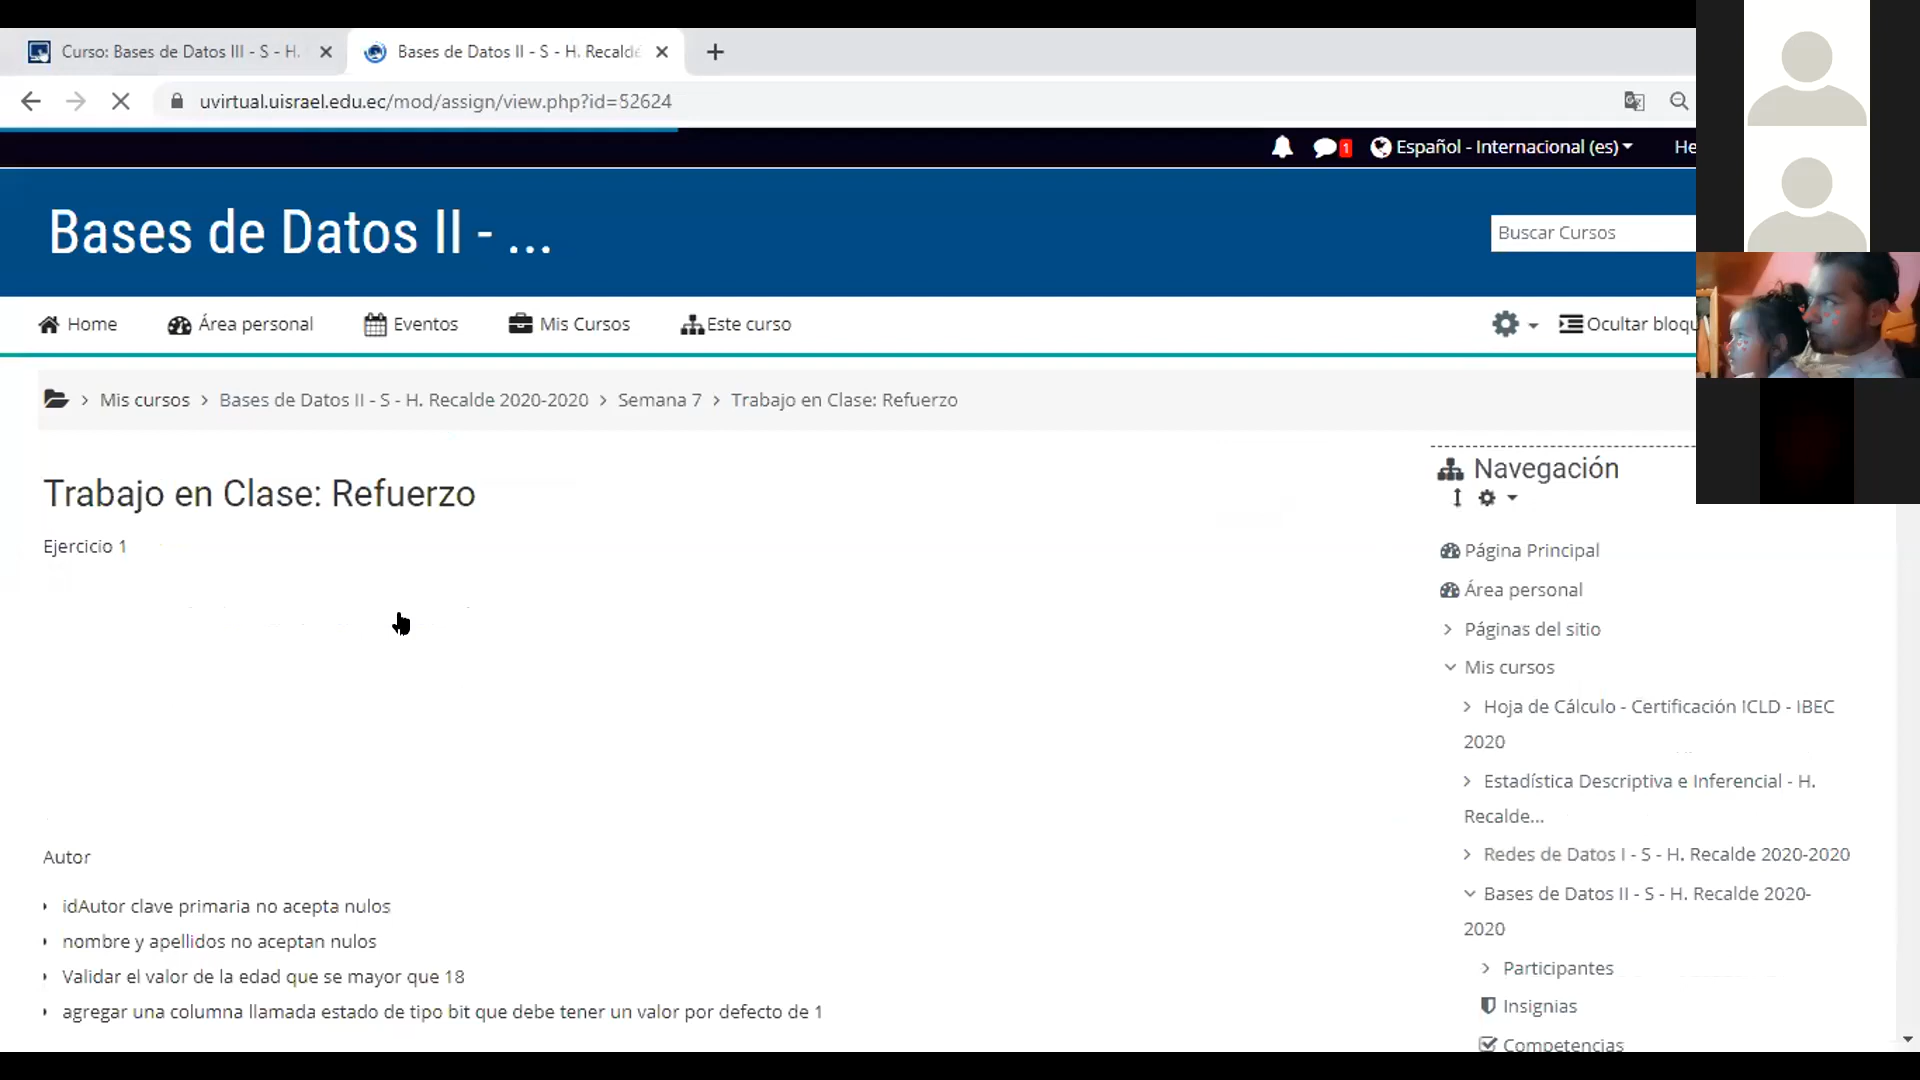 Curso: Bases de Datos III - S - H.
Bases de Datos II - S - H. Recalde
uvirtual.uisrael.edu.ec/mod/assign/view.php?id=52624
1
Español - Internacional (es)
He
Bases de Datos II - ...
Buscar Cursos
Home
Área personal
Eventos
Mis Cursos
Este curso
Ocultar bloqu
Mis cursos
Bases de Datos II - S - H. Recalde 2020-2020
Semana 7
Trabajo en Clase: Refuerzo
Trabajo en Clase: Refuerzo
Ejercicio 1
Autor
idAutor clave primaria no acepta nulos
nombre y apellidos no aceptan nulos
Validar el valor de la edad que se mayor que 18
agregar una columna llamada estado de tipo bit que debe tener un valor por defecto de 1
Navegación
Página Principal
Área personal
Páginas del sitio
Mis cursos
Hoja de Cálculo - Certificación ICLD - IBEC
2020
Estadística Descriptiva e Inferencial - H.
Recalde...
Redes de Datos I - S - H. Recalde 2020-2020
Bases de Datos II - S - H. Recalde 2020-
2020
Participantes
Insignias
Competencias